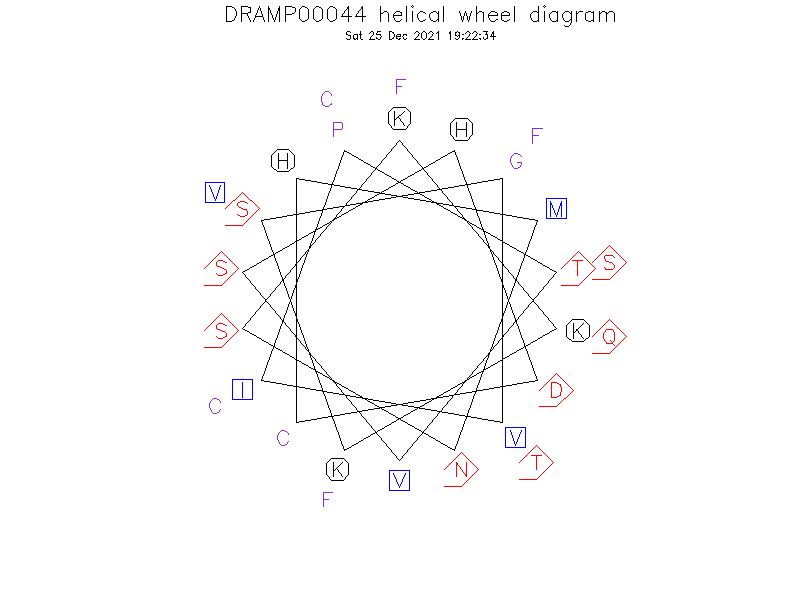 DRAMP00044 helical wheel diagram
Sat 25 Dec 2021 19:22:34
F
C
K
P
H
F
H
G
V
S
M
S
T
S
S
K
Q
I
D
C
C
V
T
K
N
V
F